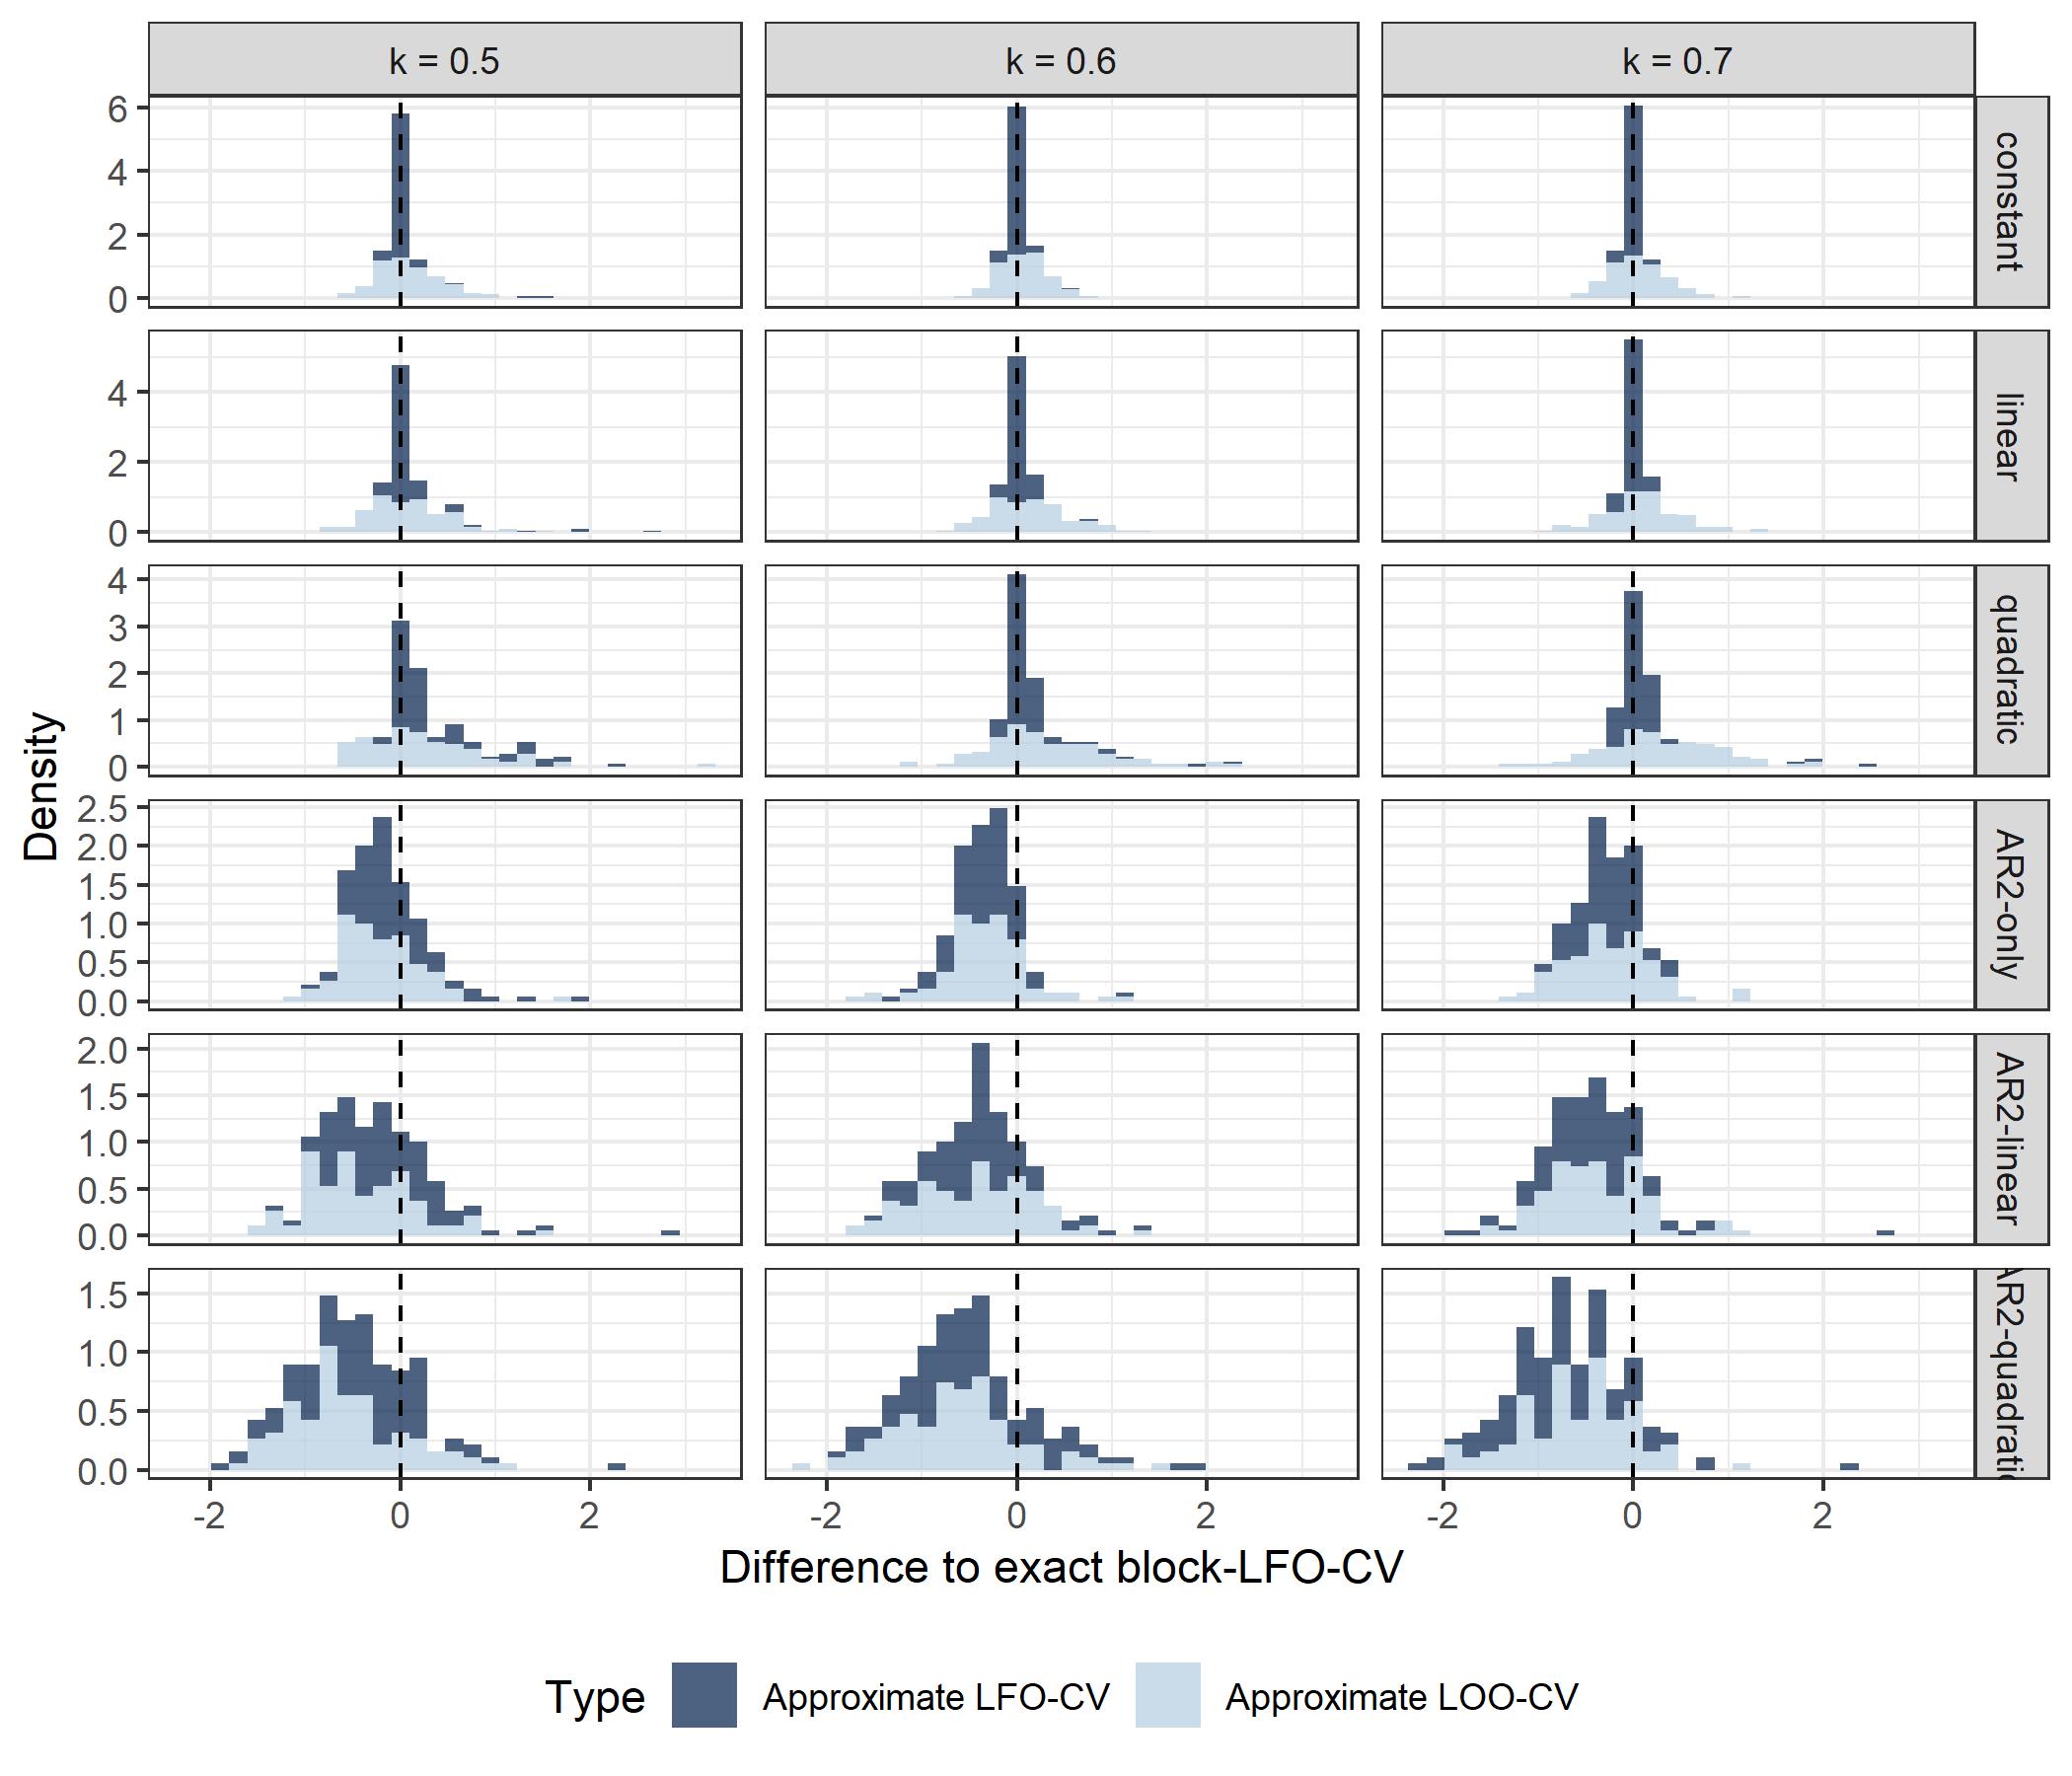 k = 0.5
k = 0.6
k = 0.7
6
4
2
0
constant
4
2
0
linear
4
3
2
1
0
quadratic
Density
2.5
2.0
1.5
1.0
0.5
0.0
AR2-only
2.0
1.5
1.0
0.5
0.0
AR2-linear
1.5
1.0
0.5
0.0
AR2-quadratic
-2 0 2
-2 0 2
-2 0 2
Difference to exact block-LFO-CV
Type Approximate LFO-CV Approximate LOO-CV